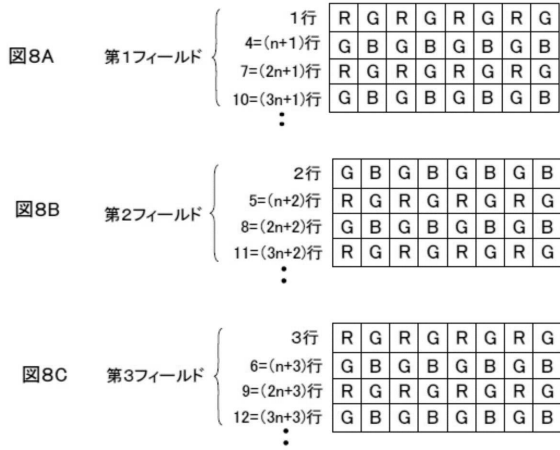 図8A
第1フィールド
1行 R G R G R G R G
4=(n+1)行 G B G B G B G B
7=(2n+1)行 R G R G R G R G
10=(3n+1)行 G B G B G B G B
図8B
第2フィールド
2行 G B G B G B G B
5=(n+2)行 R G R G R G R G
8=(2n+2)行 G B G B G B G B
11=(3n+2)行 R G R G R G R G
図8C
第3フィールド
3行 R G R G R G R G
6=(n+3)行 G B G B G B G B
9=(2n+3)行 R G R G R G R G
12=(3n+3)行 G B G B G B G B